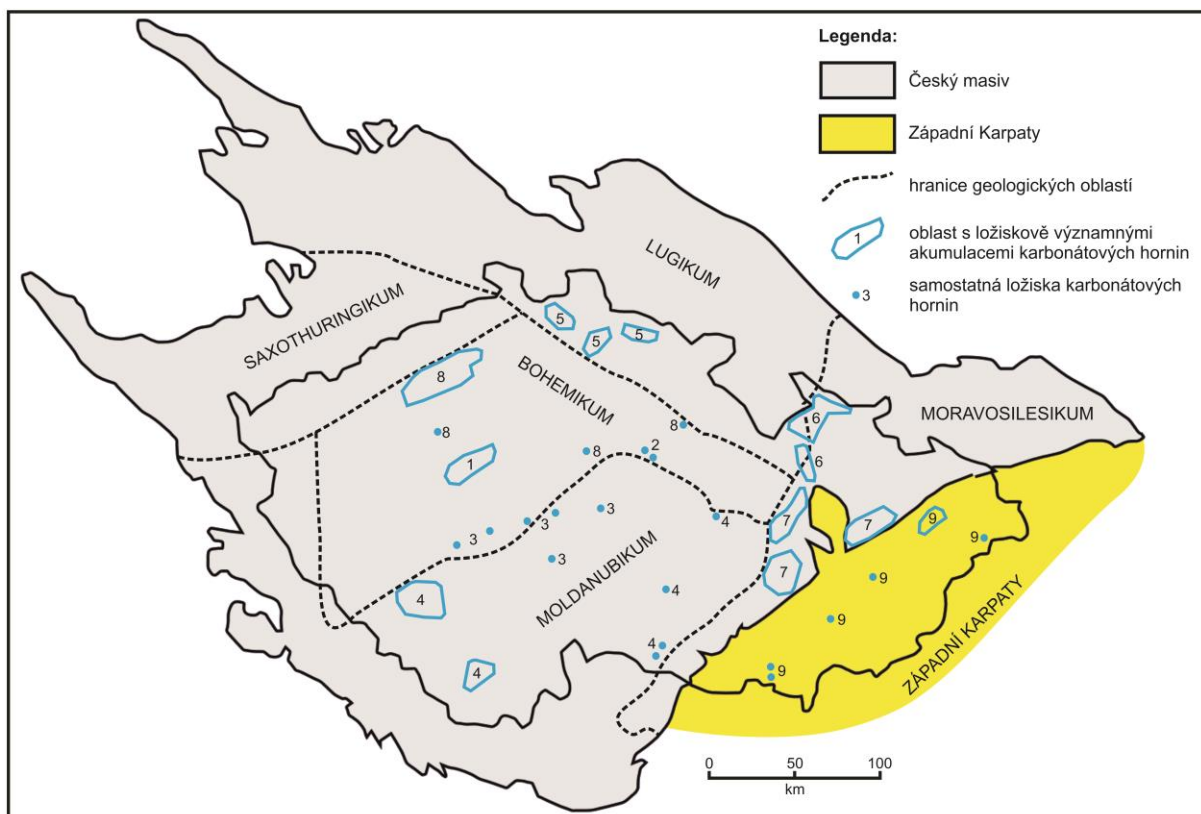 Legenda:
Český masiv
Západní Karpaty
hranice geologických oblastí
1
oblast s ložiskově významnými
akumulacemi karbonátových hornin
3
samostatná ložiska karbonátových
hornin
LUGIKUM
SAXOTHURINGIKUM
5
5
5
BOHEMIKUM
8
MORAVOSILESIKUM
6
8
8
8
2
1
6
3
3
3
3
4
7
7
9
9
MOLDANUBIKUM
4
4
7
9
9
4
4
9
ZÁPADNÍ KARPATY
0
50
100
km